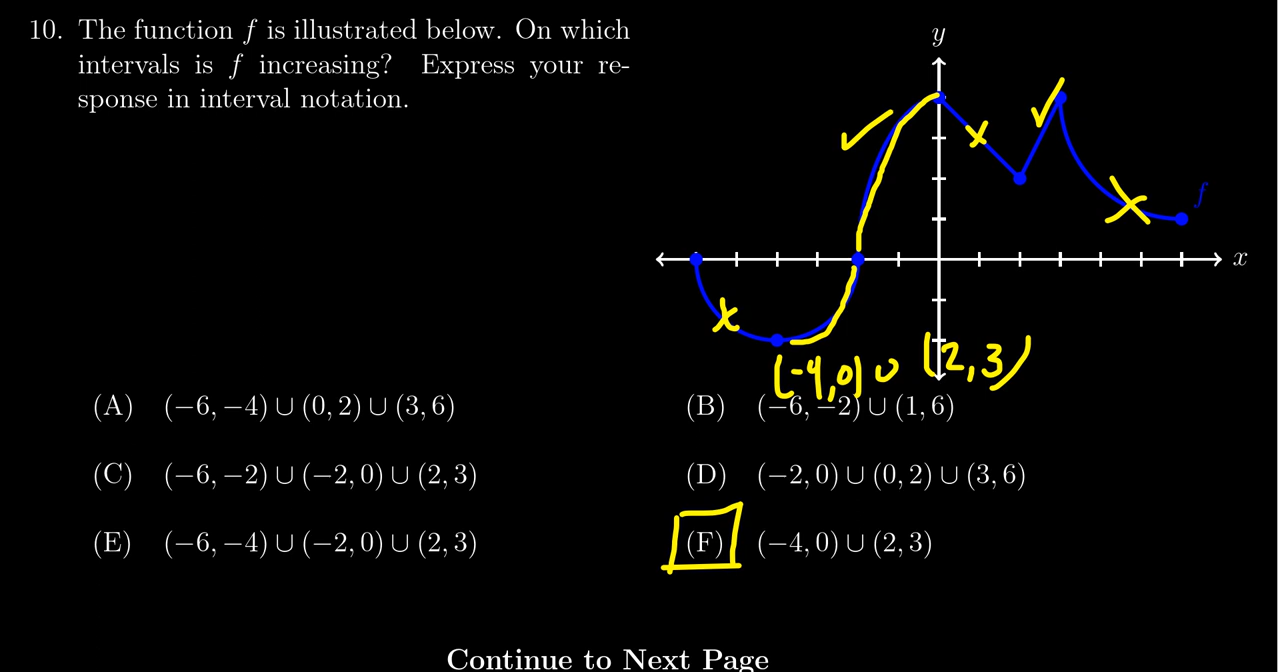 10. The function f is illustrated below. On which
intervals is f increasing? Express your re-
sponse in interval notation.
y
f
x
(-4,0) ∪ (2,3)
(A) (−6, −4) ∪ (0, 2) ∪ (3, 6)
(B) (−6, −2) ∪ (1, 6)
(C) (−6, −2) ∪ (−2, 0) ∪ (2, 3)
(D) (−2, 0) ∪ (0, 2) ∪ (3, 6)
(E) (−6, −4) ∪ (−2, 0) ∪ (2, 3)
(F) (−4, 0) ∪ (2, 3)
Continue to Next Page